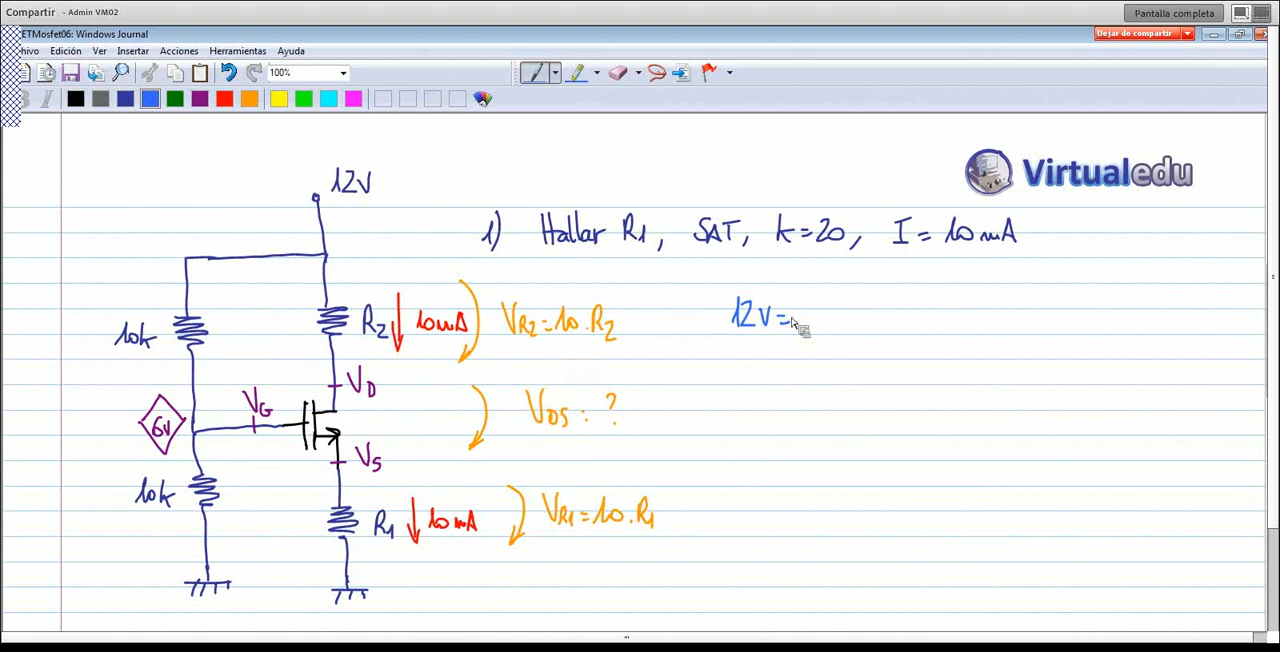 Compartir - Admin VM02
Pantalla completa
ETMosfet06: Windows Journal
Dejar de compartir
hivo Edición Ver Insertar Acciones Herramientas Ayuda
100%
B I
Virtualedu
12V
1) Hallar R1, SAT, k=20, I = 10mA
10k
R2 10mA VR2=10.R2
12V=
VD
VG
6V
VDS: ?
VS
10k
R1 10mA VR1=10.R1